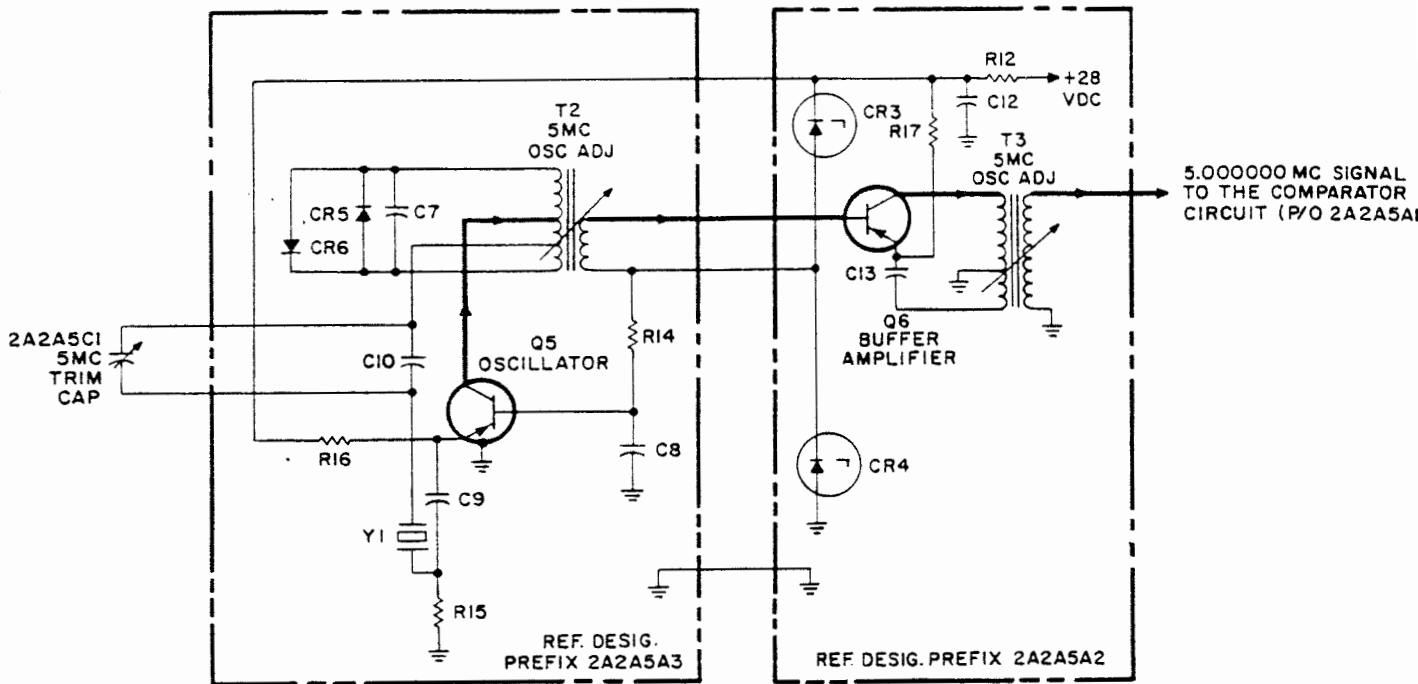 R12
+28
VDC
C12
CR3
R17
T2
5MC
OSC ADJ
T3
5MC
OSC ADJ
5.000000 MC SIGNAL
TO THE COMPARATOR
CIRCUIT (P/O 2A2A5A
CR5
C7
CR6
C13
2A2A5C1
5MC
TRIM
CAP
C10
Q5
OSCILLATOR
R14
Q6
BUFFER
AMPLIFIER
R16
C8
CR4
C9
Y1
R15
REF. DESIG.
PREFIX 2A2A5A3
REF. DESIG. PREFIX 2A2A5A2